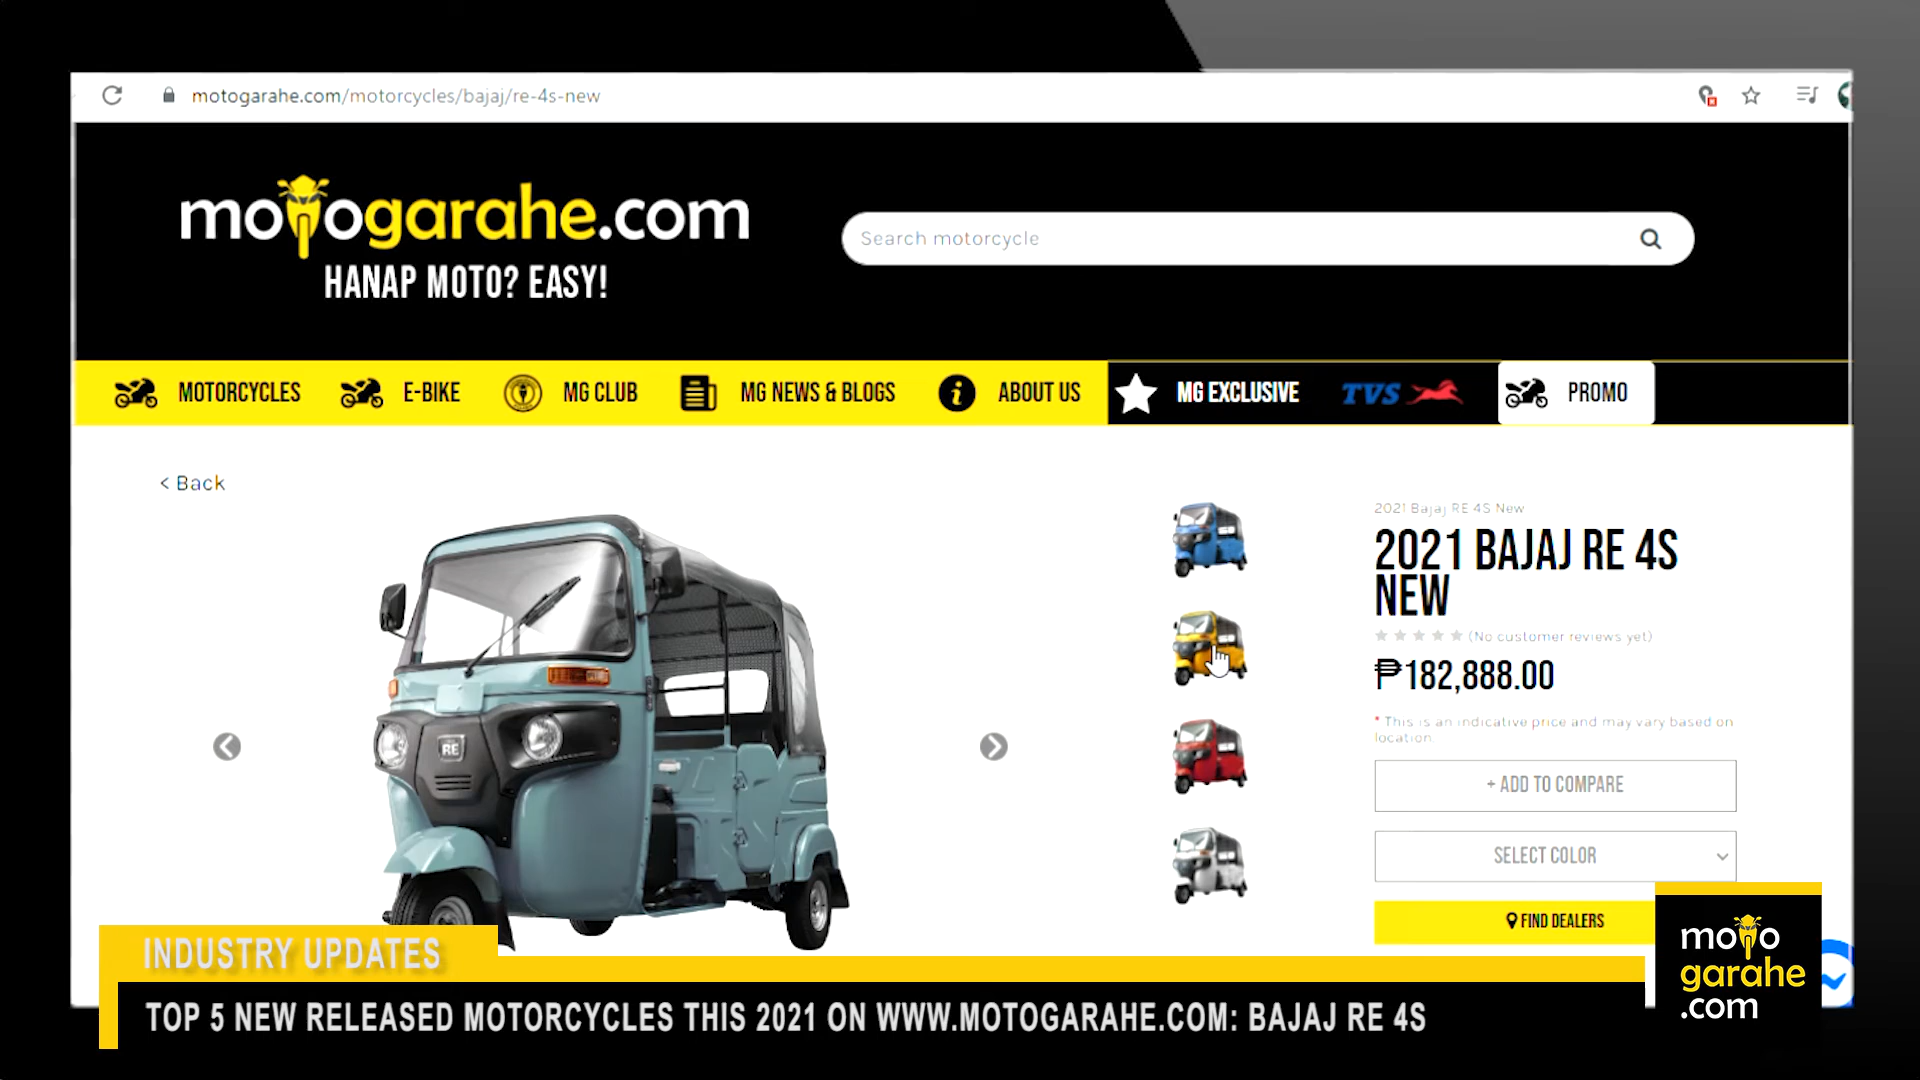 motogarahe.com/motorcycles/bajaj/re-4s-new
motogarahe.com
HANAP MOTO? EASY!
Search motorcycle
MOTORCYCLES
E-BIKE
MG CLUB
MG NEWS & BLOGS
ABOUT US
MG EXCLUSIVE
TVS
PROMO
< Back
2021 Bajaj RE 4S New
2021 BAJAJ RE 4S
NEW
(No customer reviews yet)
₱182,888.00
* This is an indicative price and may vary based on
location.
+ ADD TO COMPARE
SELECT COLOR
FIND DEALERS
RE
INDUSTRY UPDATES
TOP 5 NEW RELEASED MOTORCYCLES THIS 2021 ON WWW.MOTOGARAHE.COM: BAJAJ RE 4S
moto
garahe
.com